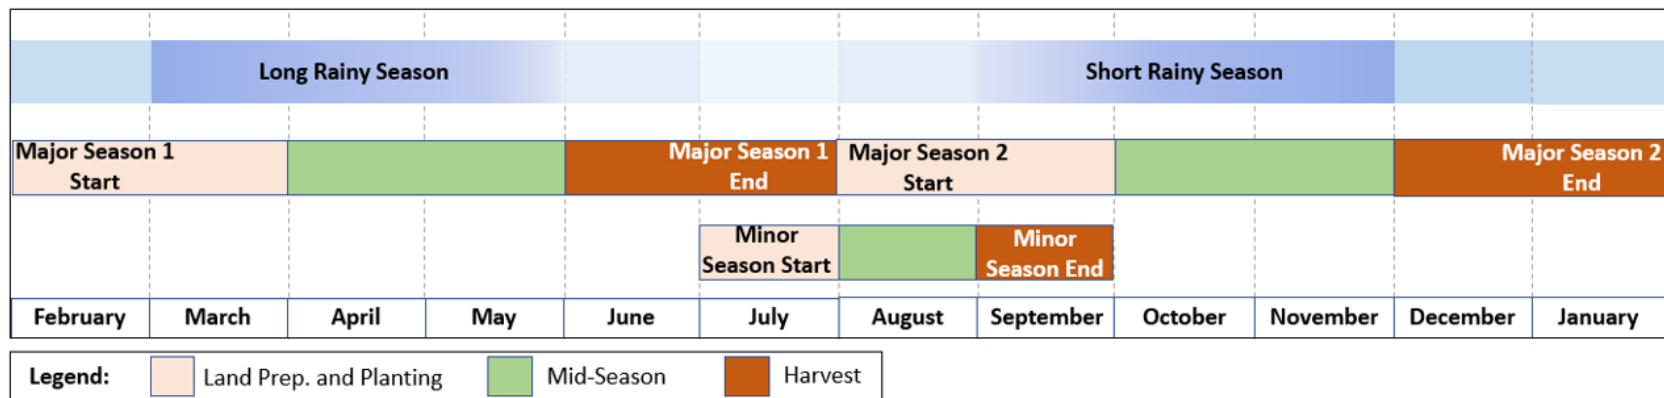 Long Rainy Season
Short Rainy Season
Major Season 1
Start
Major Season 1
End
Major Season 2
Start
Major Season 2
End
Minor
Season Start
Minor
Season End
February March April May June July August September October November December January
Legend: Land Prep. and Planting Mid-Season Harvest